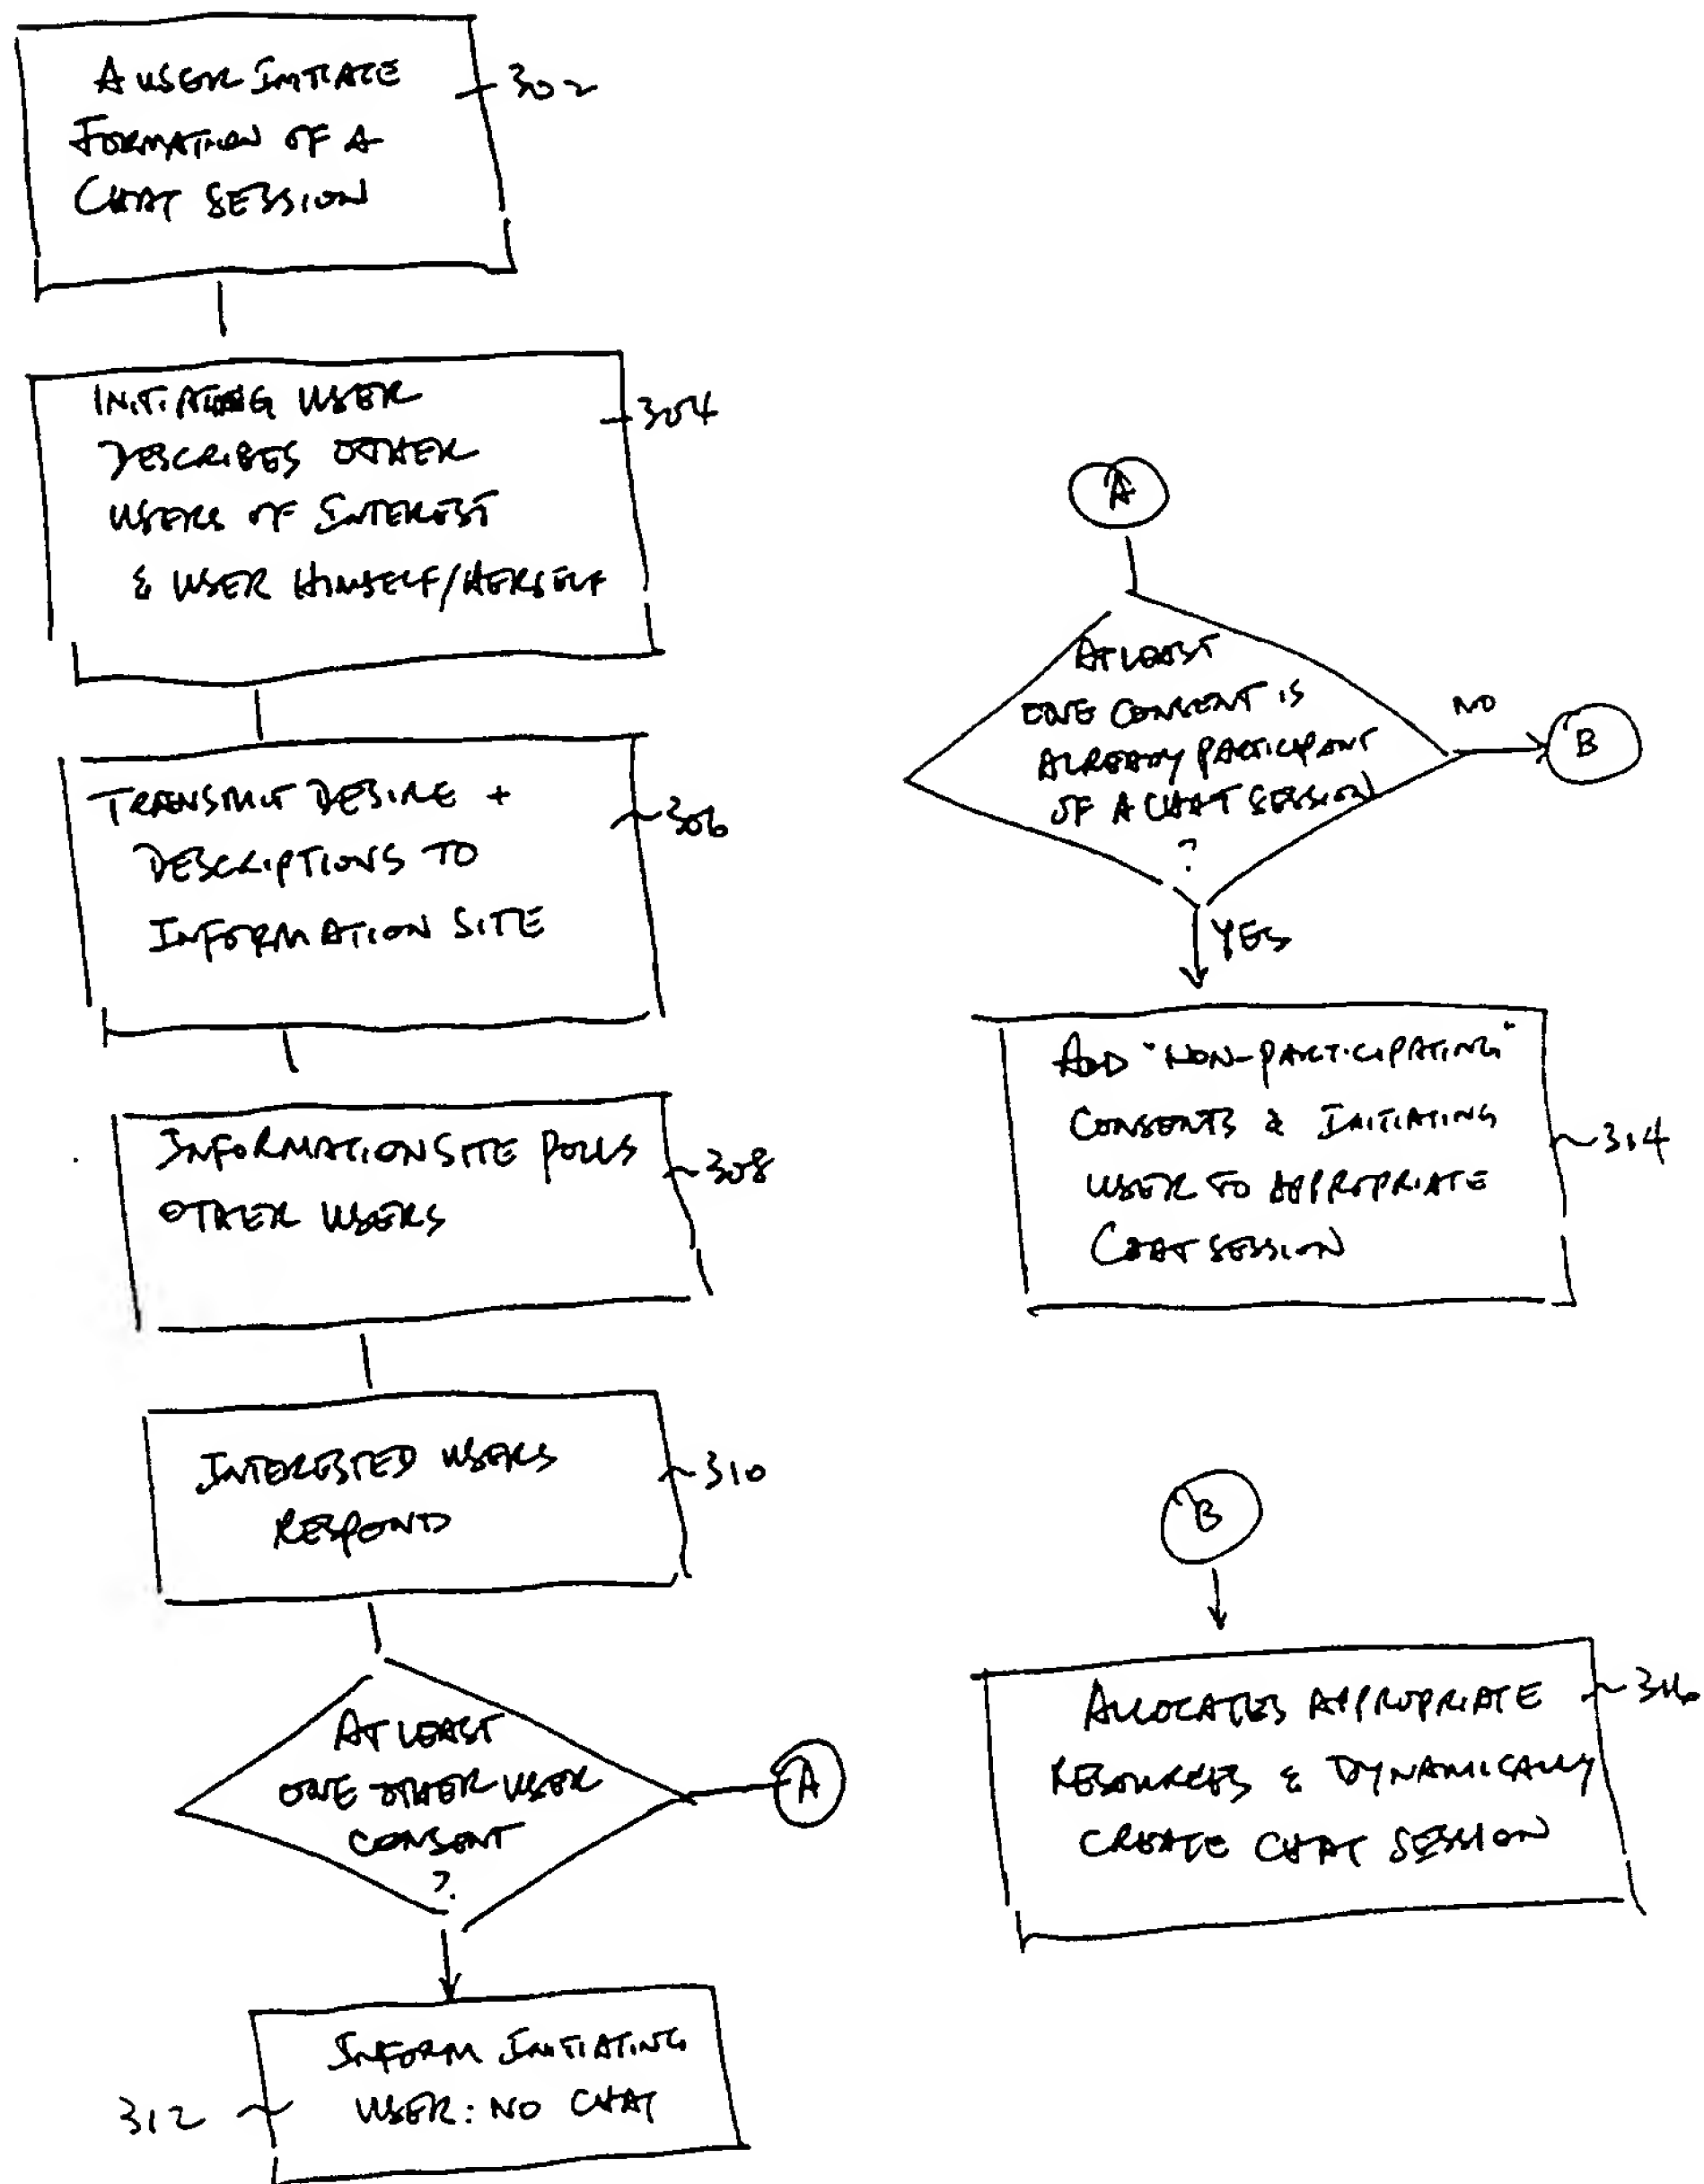 A USER INITIATE
FORMATION OF A
CHAT SESSION
302
INITIATING USER
DESCRIBES OTHER
USERS OF INTEREST
& USER HIMSELF/HERSELF
304
TRANSMIT DESIRE +
DESCRIPTIONS TO
INFORMATION SITE
306
INFORMATION SITE POLLS
OTHER USERS
308
INTERESTED USERS
RESPOND
310
AT LEAST
ONE OTHER USER
CONSENT
?
A
INFORM INITIATING
USER: NO CHAT
312
A
AT LEAST
ONE CONSENT IS
ALREADY PARTICIPANT
OF A CHAT SESSION
?
NO
B
YES
ADD "NON-PARTICIPATING"
CONSENTS & INITIATING
USER TO APPROPRIATE
CHAT SESSION
314
B
ALLOCATES APPROPRIATE
RESOURCES & DYNAMICALLY
CREATE CHAT SESSION
316